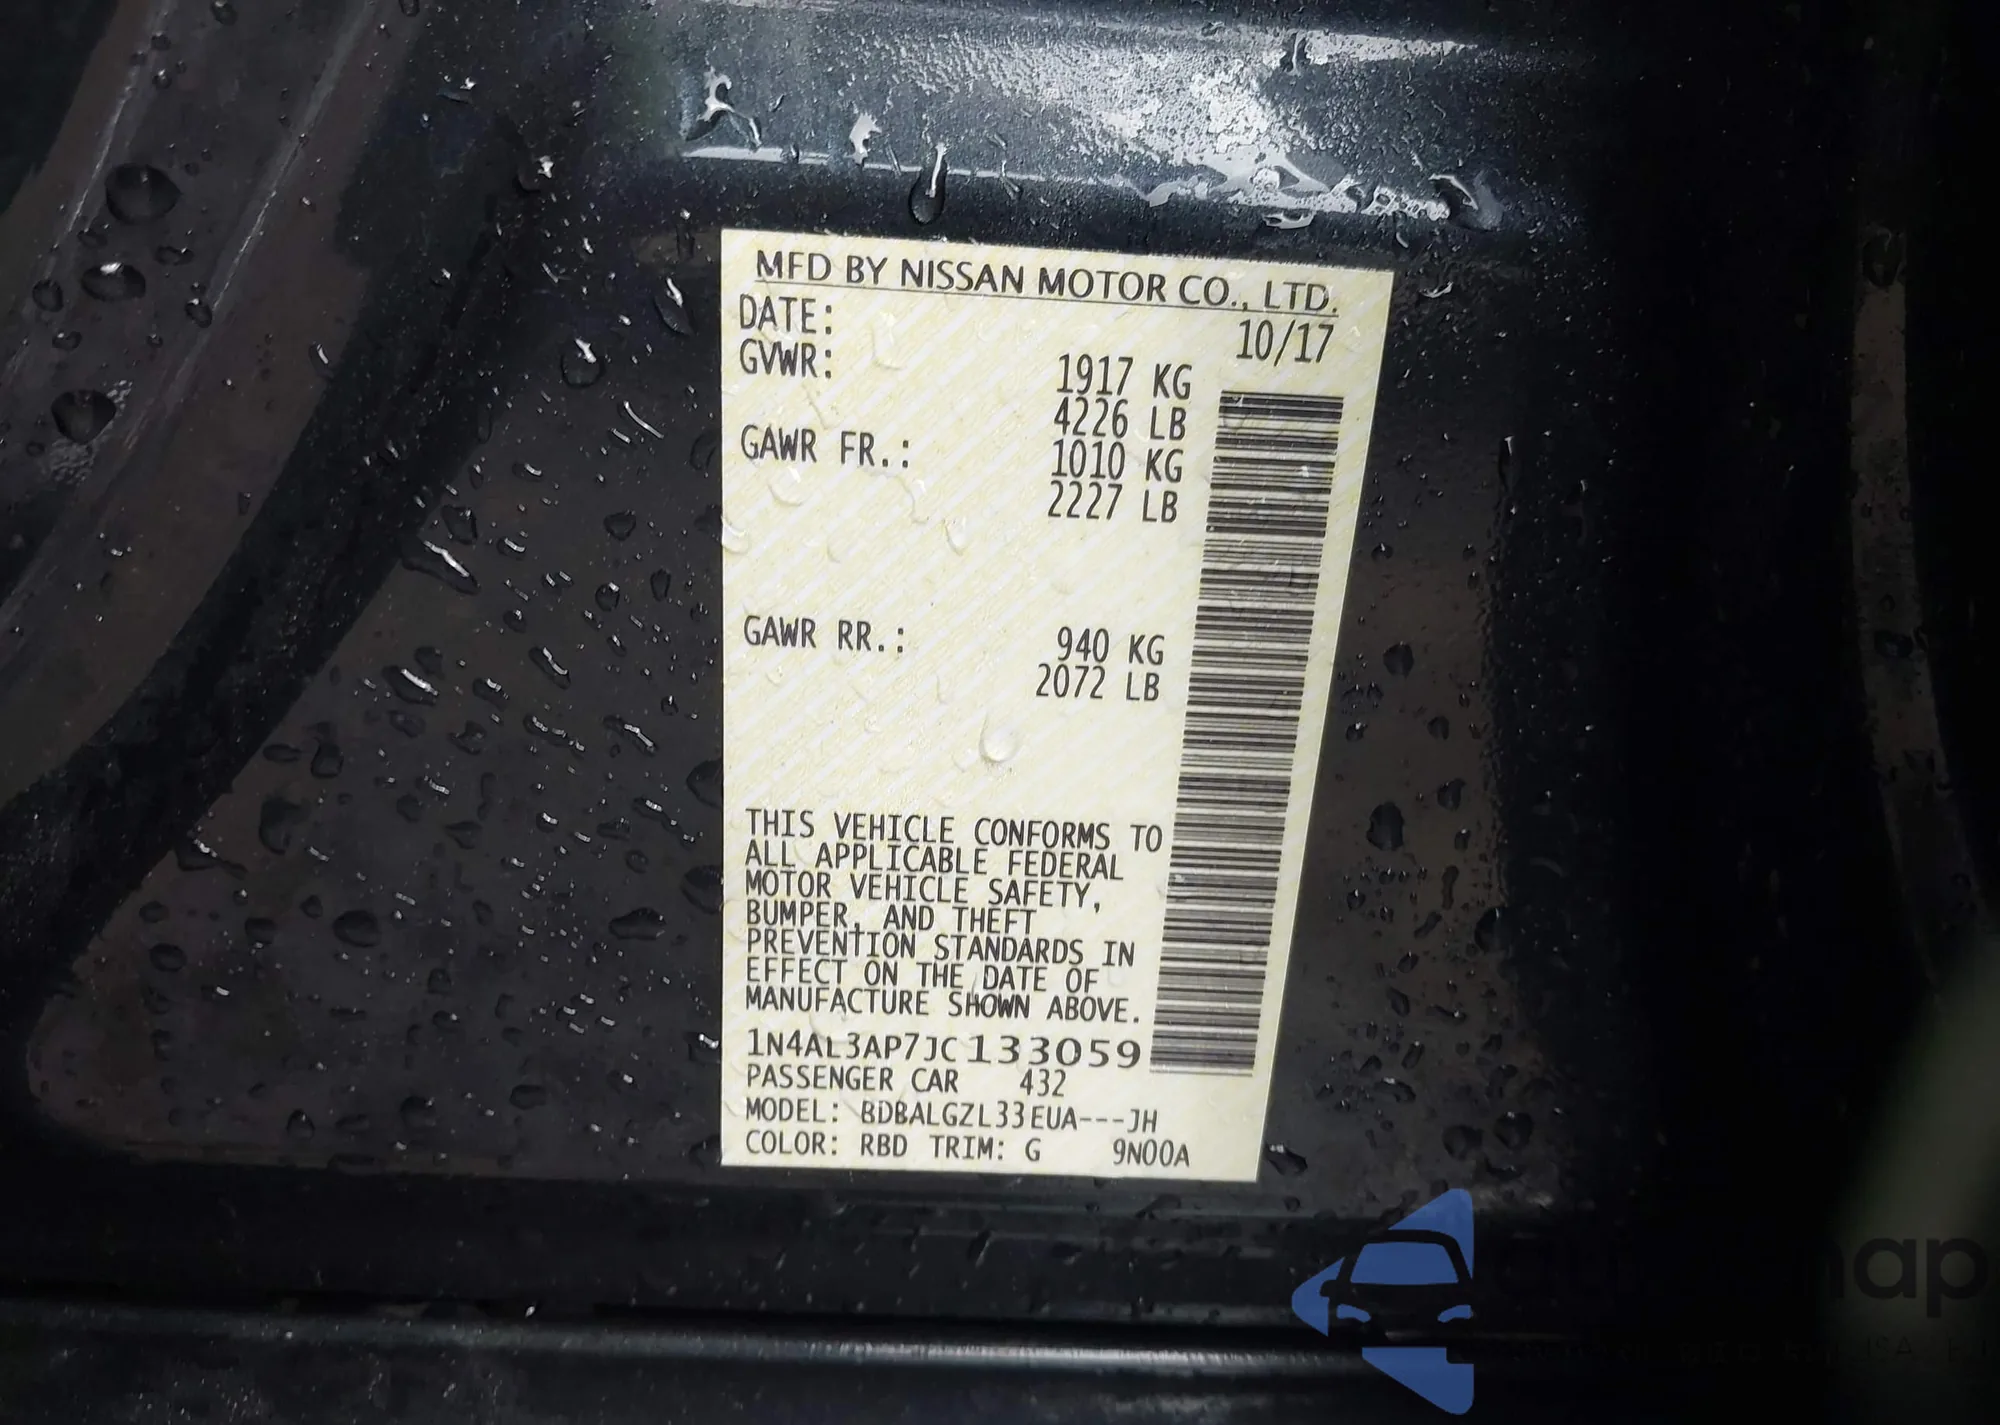 MFD BY NISSAN MOTOR CO., LTD.
DATE: 10/17
GVWR: 1917 KG
4226 LB
GAWR FR.: 1010 KG
2227 LB
GAWR RR.: 940 KG
2072 LB
THIS VEHICLE CONFORMS TO
ALL APPLICABLE FEDERAL
MOTOR VEHICLE SAFETY,
BUMPER, AND THEFT
PREVENTION STANDARDS IN
EFFECT ON THE DATE OF
MANUFACTURE SHOWN ABOVE.
1N4AL3AP7JC133059
PASSENGER CAR 432
MODEL: BDBALGZL33EUA---JH
COLOR: RBD TRIM: G 9N00A